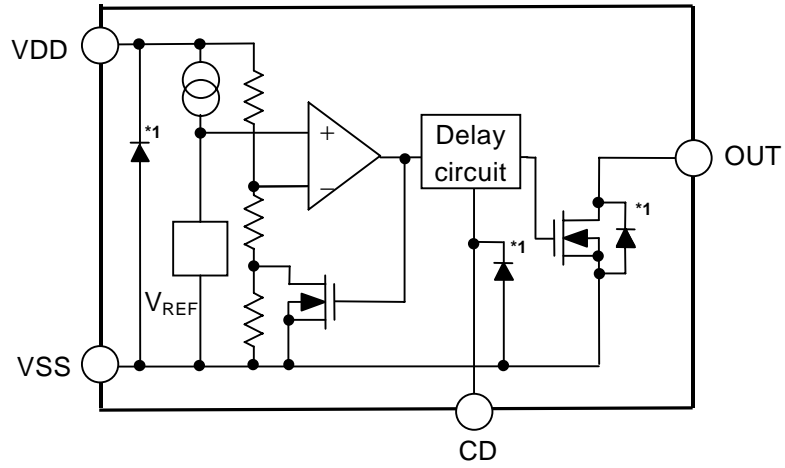 VDD
*1
+
−
Delay
circuit
*1
*1
OUT
VREF
VSS
CD